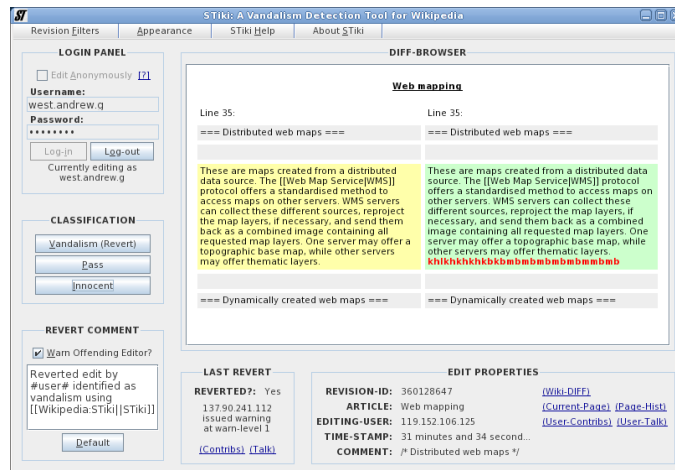 STiki: A Vandalism Detection Tool for Wikipedia
Revision Filters Appearance STiki Help About STiki
LOGIN PANEL
Edit Anonymously [?]
Username:
west.andrew.g
Password:
Log-in Log-out
Currently editing as
west.andrew.g
CLASSIFICATION
Vandalism (Revert)
Pass
Innocent
REVERT COMMENT
Warn Offending Editor?
Reverted edit by
#user# identified as
vandalism using
[[Wikipedia:STiki||STiki]]
Default
DIFF-BROWSER
Web mapping
Line 35: Line 35:
=== Distributed web maps === === Distributed web maps ===
These are maps created from a distributed
data source. The [[Web Map Service|WMS]]
protocol offers a standardised method to
access maps on other servers. WMS servers
can collect these different sources, reproject
the map layers, if necessary, and send them
back as a combined image containing all
requested map layers. One server may offer a
topographic base map, while other servers
may offer thematic layers.
These are maps created from a distributed
data source. The [[Web Map Service|WMS]] protocol
offers a standardised method to access maps on
other servers. WMS servers can collect these
different sources, reproject the map layers, if
necessary, and send them back as a combined
image containing all requested map layers. One
server may offer a topographic base map, while
other servers may offer thematic layers.
khlkhkhkhkbkbmbmbmbmbmbmmbmb
=== Dynamically created web maps === === Dynamically created web maps ===
LAST REVERT
REVERTED?: Yes
137.90.241.112
issued warning
at warn-level 1
(Contribs) (Talk)
EDIT PROPERTIES
REVISION-ID: 360128647 (Wiki-DIFF)
ARTICLE: Web mapping (Current-Page) (Page-Hist)
EDITING-USER: 119.152.106.125 (User-Contribs) (User-Talk)
TIME-STAMP: 31 minutes and 34 second...
COMMENT: /* Distributed web maps */